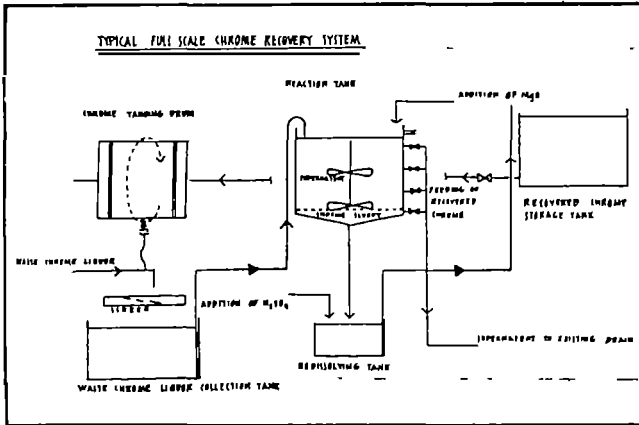 TYPICAL FULL SCALE CHROME RECOVERY SYSTEM
REACTION TANK
ADDITION OF MgO
CHROME TANNING DRUM
SUPERNATENT
CHROME SLURRY
FEEDING OF
RECOVERED
CHROME
RECOVERED CHROME
STORAGE TANK
WASTE CHROME LIQUOR
SCREEN
ADDITION OF H2SO4
REDISSOLVING TANK
SUPERNATENT TO EXISTING DRAIN
WASTE CHROME LIQUOR COLLECTION TANK